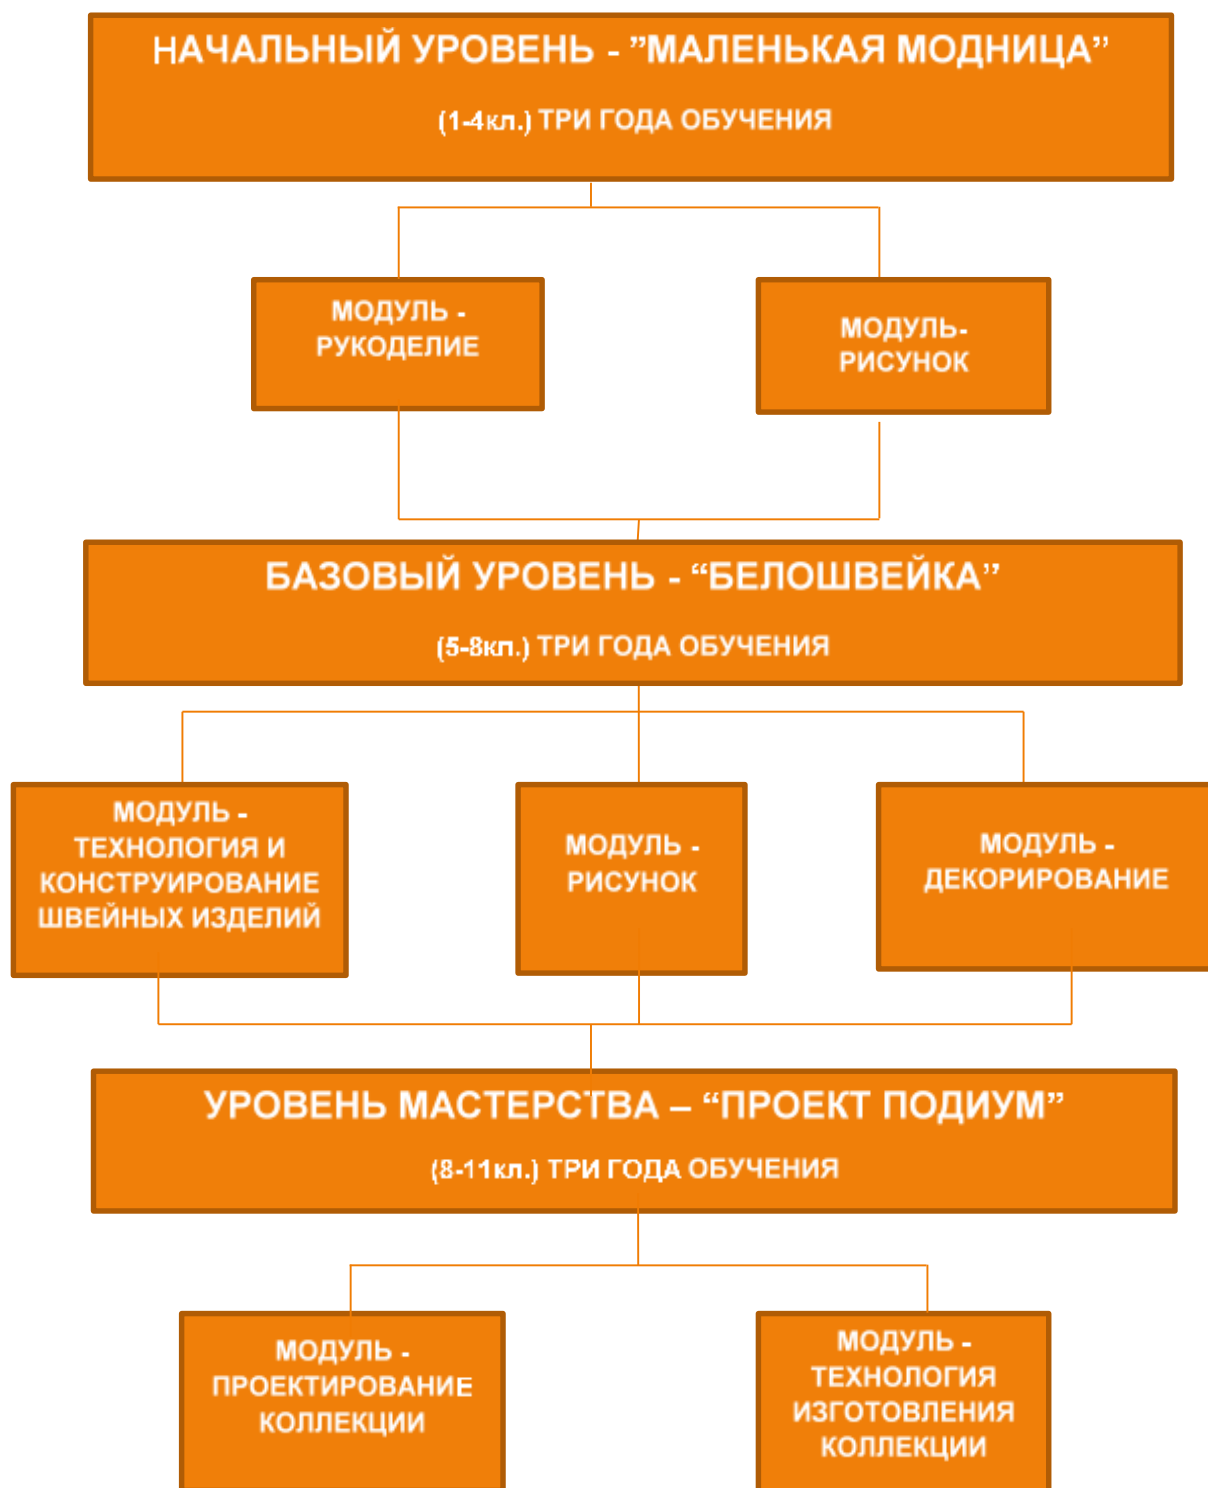 НАЧАЛЬНЫЙ УРОВЕНЬ - ”МАЛЕНЬКАЯ МОДНИЦА”
(1-4кл.) ТРИ ГОДА ОБУЧЕНИЯ
МОДУЛЬ -
РУКОДЕЛИЕ
МОДУЛЬ-
РИСУНОК
БАЗОВЫЙ УРОВЕНЬ - “БЕЛОШВЕЙКА”
(5-8кл.) ТРИ ГОДА ОБУЧЕНИЯ
МОДУЛЬ -
ТЕХНОЛОГИЯ И
КОНСТРУИРОВАНИЕ
ШВЕЙНЫХ ИЗДЕЛИЙ
МОДУЛЬ -
РИСУНОК
МОДУЛЬ -
ДЕКОРИРОВАНИЕ
УРОВЕНЬ МАСТЕРСТВА – “ПРОЕКТ ПОДИУМ”
(8-11кл.) ТРИ ГОДА ОБУЧЕНИЯ
МОДУЛЬ -
ПРОЕКТИРОВАНИЕ
КОЛЛЕКЦИИ
МОДУЛЬ -
ТЕХНОЛОГИЯ
ИЗГОТОВЛЕНИЯ
КОЛЛЕКЦИИ